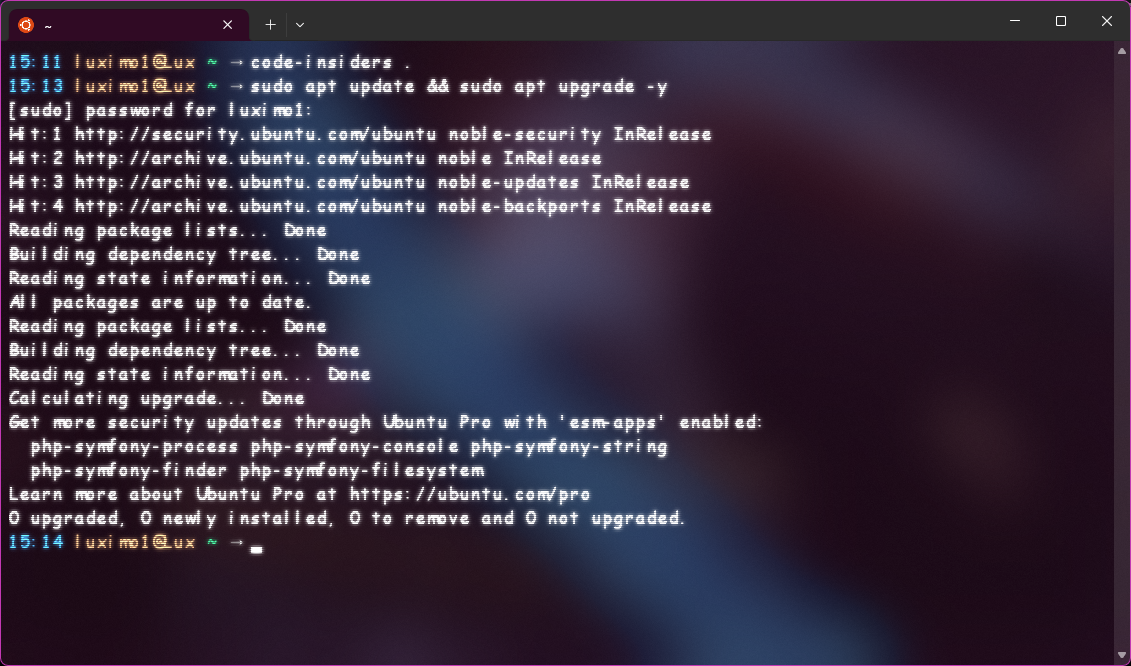 ~
15:11 luximo1@Lux ~ → code-insiders .
15:13 luximo1@Lux ~ → sudo apt update && sudo apt upgrade -y
[sudo] password for luximo1:
Hit:1 http://security.ubuntu.com/ubuntu noble-security InRelease
Hit:2 http://archive.ubuntu.com/ubuntu noble InRelease
Hit:3 http://archive.ubuntu.com/ubuntu noble-updates InRelease
Hit:4 http://archive.ubuntu.com/ubuntu noble-backports InRelease
Reading package lists... Done
Building dependency tree... Done
Reading state information... Done
All packages are up to date.
Reading package lists... Done
Building dependency tree... Done
Reading state information... Done
Calculating upgrade... Done
Get more security updates through Ubuntu Pro with 'esm-apps' enabled:
  php-symfony-process php-symfony-console php-symfony-string
  php-symfony-finder php-symfony-filesystem
Learn more about Ubuntu Pro at https://ubuntu.com/pro
0 upgraded, 0 newly installed, 0 to remove and 0 not upgraded.
15:14 luximo1@Lux ~ →